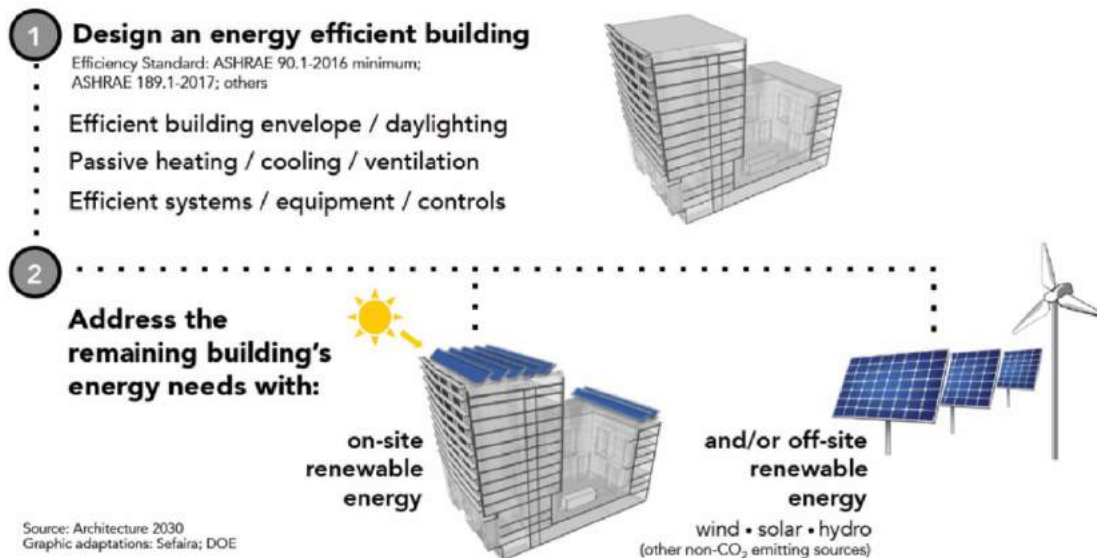 1
Design an energy efficient building
Efficiency Standard: ASHRAE 90.1-2016 minimum;
ASHRAE 189.1-2017; others
Efficient building envelope / daylighting
Passive heating / cooling / ventilation
Efficient systems / equipment / controls
2
Address the
remaining building's
energy needs with:
on-site
renewable
energy
and/or off-site
renewable
energy
wind • solar • hydro
(other non-CO₂ emitting sources)
Source: Architecture 2030
Graphic adaptations: Sefaira; DOE